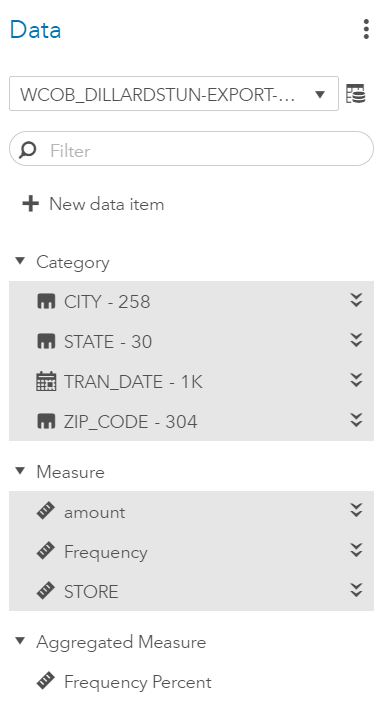 Data
WCOB_DILLARDSTUN-EXPORT-...
Filter
New data item
Category
CITY - 258
STATE - 30
TRAN_DATE - 1K
ZIP_CODE - 304
Measure
amount
Frequency
STORE
Aggregated Measure
Frequency Percent